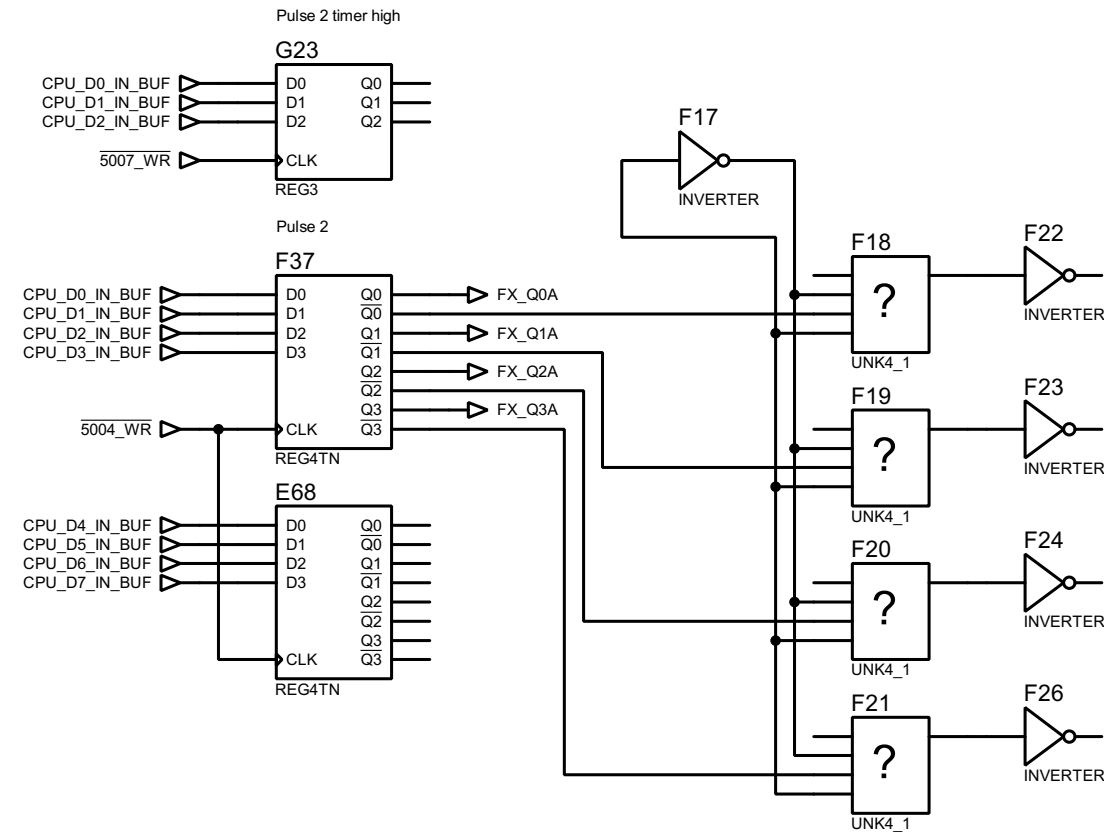 Pulse 2 timer high
G23
CPU_D0_IN_BUF D0 Q0
CPU_D1_IN_BUF D1 Q1
CPU_D2_IN_BUF D2 Q2
5007_WR CLK
REG3
F17
INVERTER
Pulse 2
F37
CPU_D0_IN_BUF D0 Q0 FX_Q0A
CPU_D1_IN_BUF D1 Q0
CPU_D2_IN_BUF D2 Q1 FX_Q1A
CPU_D3_IN_BUF D3 Q1
Q2 FX_Q2A
Q2
Q3 FX_Q3A
5004_WR CLK Q3
REG4TN
E68
CPU_D4_IN_BUF D0 Q0
CPU_D5_IN_BUF D1 Q0
CPU_D6_IN_BUF D2 Q1
CPU_D7_IN_BUF D3 Q1
Q2
Q2
Q3
CLK Q3
REG4TN
F18
?
UNK4_1
F22
INVERTER
F19
?
UNK4_1
F23
INVERTER
F20
?
UNK4_1
F24
INVERTER
F21
?
UNK4_1
F26
INVERTER